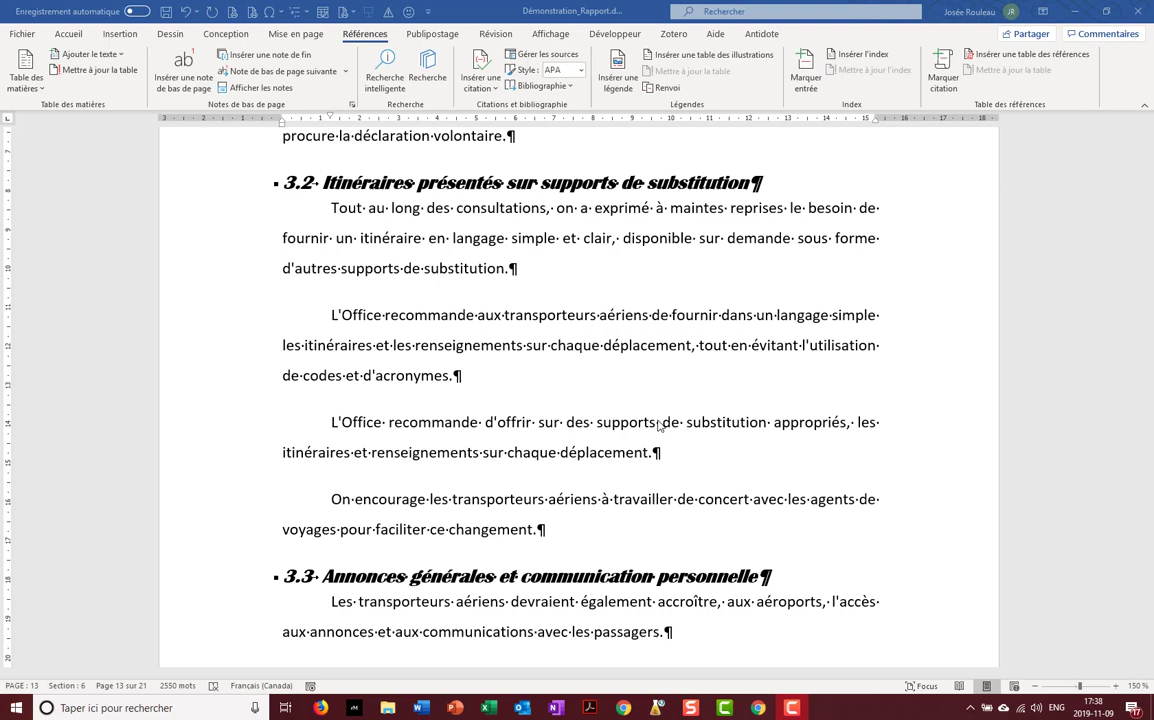 Enregistrement automatique
Démonstration_Rapport.d...
Rechercher
Josée Rouleau
JR
Fichier
Accueil
Insertion
Dessin
Conception
Mise en page
Références
Publipostage
Révision
Affichage
Développeur
Zotero
Aide
Antidote
Partager
Commentaires
Table des matières
Ajouter le texte
Mettre à jour la table
Table des matières
Insérer une note de bas de page
Insérer une note de fin
Note de bas de page suivante
Afficher les notes
Notes de bas de page
Recherche intelligente
Recherche
Recherche
Insérer une citation
Gérer les sources
Style : APA
Bibliographie
Citations et bibliographie
Insérer une légende
Insérer une table des illustrations
Mettre à jour la table
Renvoi
Légendes
Marquer entrée
Insérer l'index
Mettre à jour l'index
Index
Marquer citation
Insérer une table des références
Mettre à jour la table
Table des références
procure·la·déclaration·volontaire.¶
3.2 Itinéraires présentés sur supports de substitution¶
Tout· au· long· des· consultations,· on· a· exprimé· à· maintes· reprises· le· besoin· de·
fournir· un· itinéraire· en· langage· simple· et· clair,· disponible· sur· demande· sous· forme·
d'autres·supports·de·substitution.¶
L'Office·recommande·aux·transporteurs·aériens·de·fournir·dans·un·langage·simple·
les·itinéraires·et·les·renseignements·sur·chaque·déplacement,·tout·en·évitant·l'utilisation·
de·codes·et·d'acronymes.¶
L'Office· recommande· d'offrir· sur· des· supports· de· substitution· appropriés,· les·
itinéraires·et·renseignements·sur·chaque·déplacement.¶
On·encourage·les·transporteurs·aériens·à·travailler·de·concert·avec·les·agents·de·
voyages·pour·faciliter·ce·changement.¶
3.3 Annonces générales et communication personnelle¶
Les· transporteurs· aériens· devraient· également· accroître,· aux· aéroports,· l'accès·
aux·annonces·et·aux·communications·avec·les·passagers.¶
PAGE : 13
Section : 6
Page 13 sur 21
2550 mots
Français (Canada)
Focus
150 %
Taper ici pour rechercher
ENG
17:38
2019-11-09
17